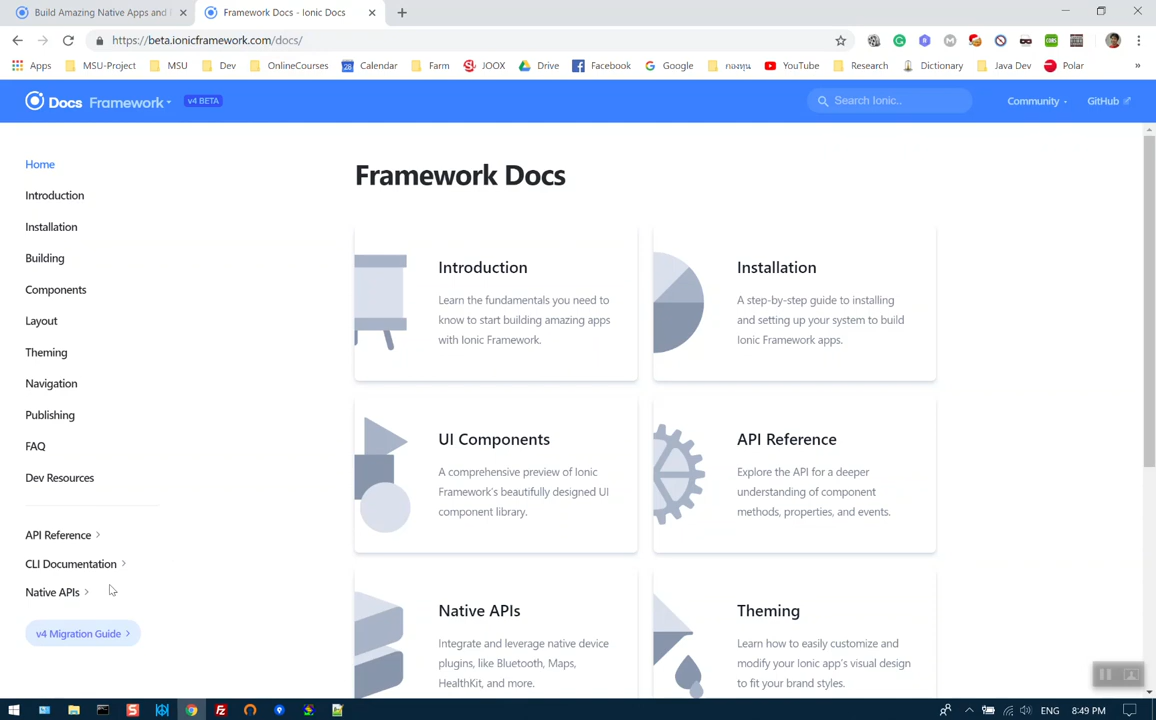 Build Amazing Native Apps and
Framework Docs - Ionic Docs
https://beta.ionicframework.com/docs/
Apps
MSU-Project
MSU
Dev
OnlineCourses
28
Calendar
Farm
JOOX
Drive
Facebook
Google
กองทุน
YouTube
Research
Dictionary
Java Dev
Polar
»
Docs
Framework
v4 BETA
Search Ionic..
Community
GitHub
Home
Introduction
Installation
Building
Components
Layout
Theming
Navigation
Publishing
FAQ
Dev Resources
API Reference
CLI Documentation
Native APIs
v4 Migration Guide
Framework Docs
Introduction
Learn the fundamentals you need to
know to start building amazing apps
with Ionic Framework.
Installation
A step-by-step guide to installing
and setting up your system to build
Ionic Framework apps.
UI Components
A comprehensive preview of Ionic
Framework's beautifully designed UI
component library.
API Reference
Explore the API for a deeper
understanding of component
methods, properties, and events.
Native APIs
Integrate and leverage native device
plugins, like Bluetooth, Maps,
HealthKit, and more.
Theming
Learn how to easily customize and
modify your Ionic app's visual design
to fit your brand styles.
ENG
8:49 PM